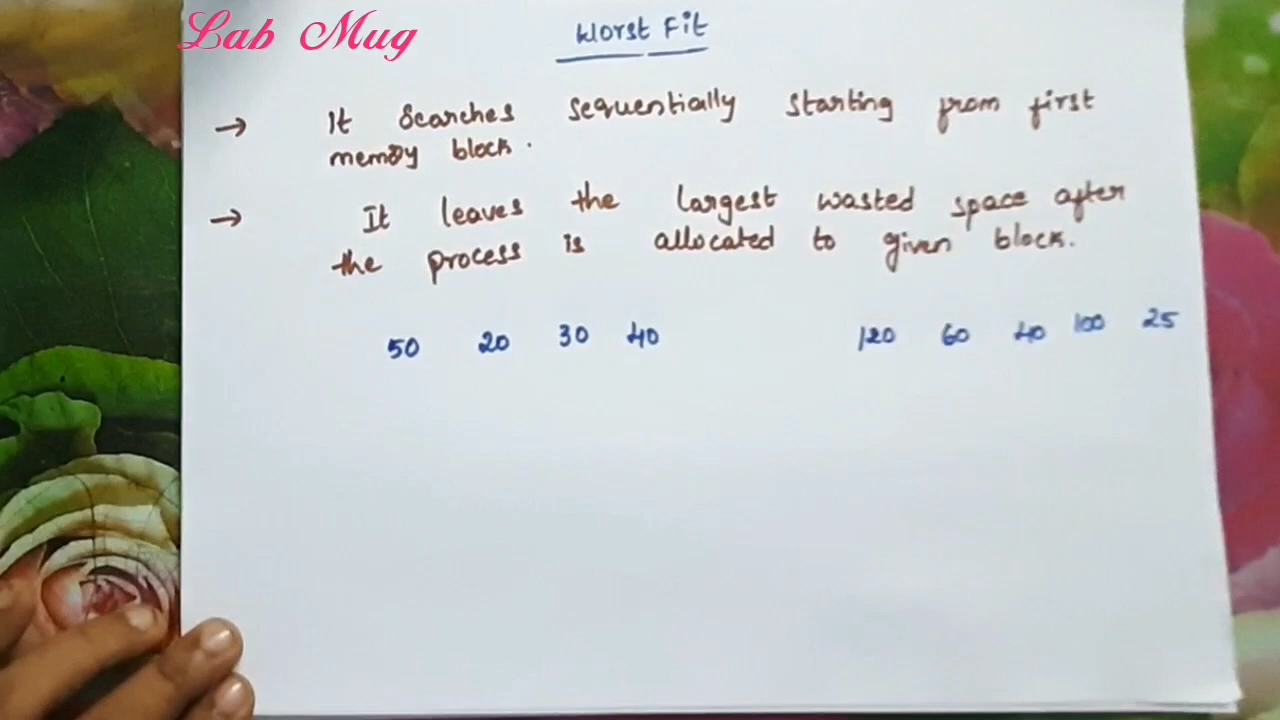 Lab Mug
Worst Fit
→ It Searches sequentially starting from first
memory block.
→ It leaves the largest wasted space after
the process is allocated to given block.
50 20 30 40 120 60 40 100 25